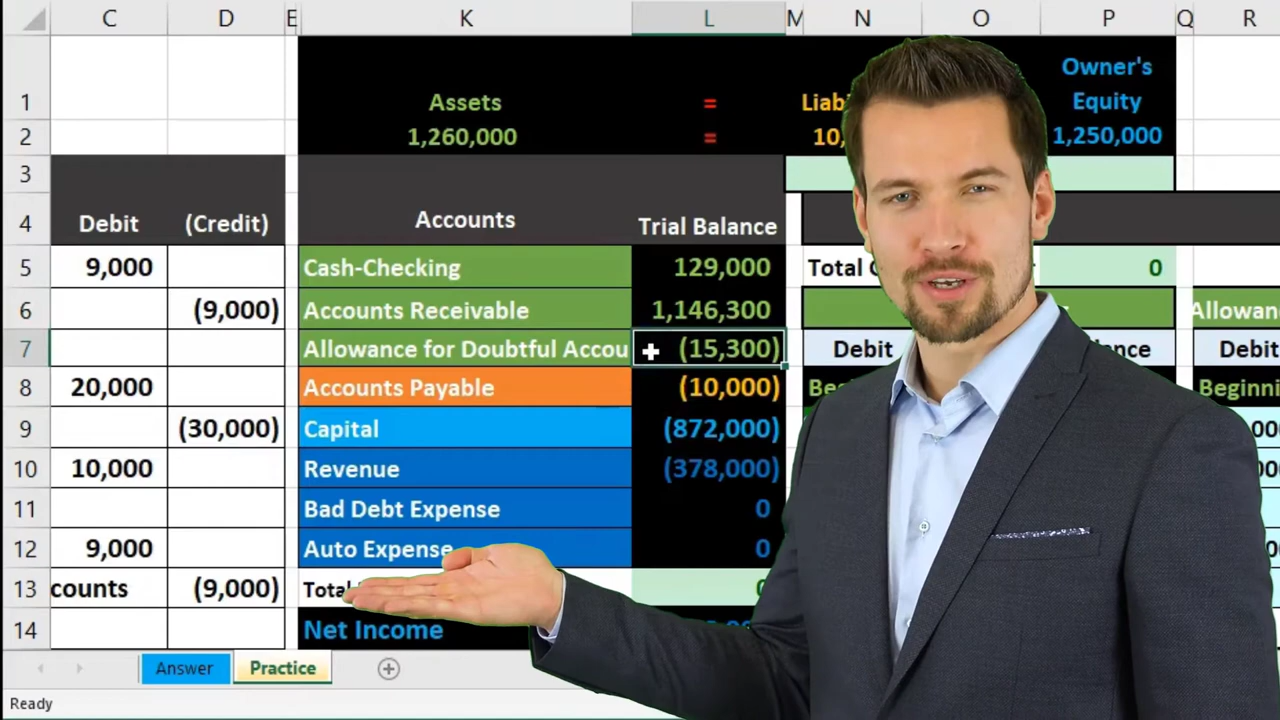 C D E K L M N O P Q R
1 Assets = Owner's Equity
2 1,260,000 = 1,250,000
3
4 Debit (Credit) Accounts Trial Balance
5 9,000 Cash-Checking 129,000 Total 0
6 (9,000) Accounts Receivable 1,146,300
7 Allowance for Doubtful Accou (15,300) Debit Debit
8 20,000 Accounts Payable (10,000)
9 (30,000) Capital (872,000)
10 10,000 Revenue (378,000)
11 Bad Debt Expense 0
12 9,000 Auto Expense 0
13 counts (9,000) Total
14 Net Income
Answer Practice
Ready